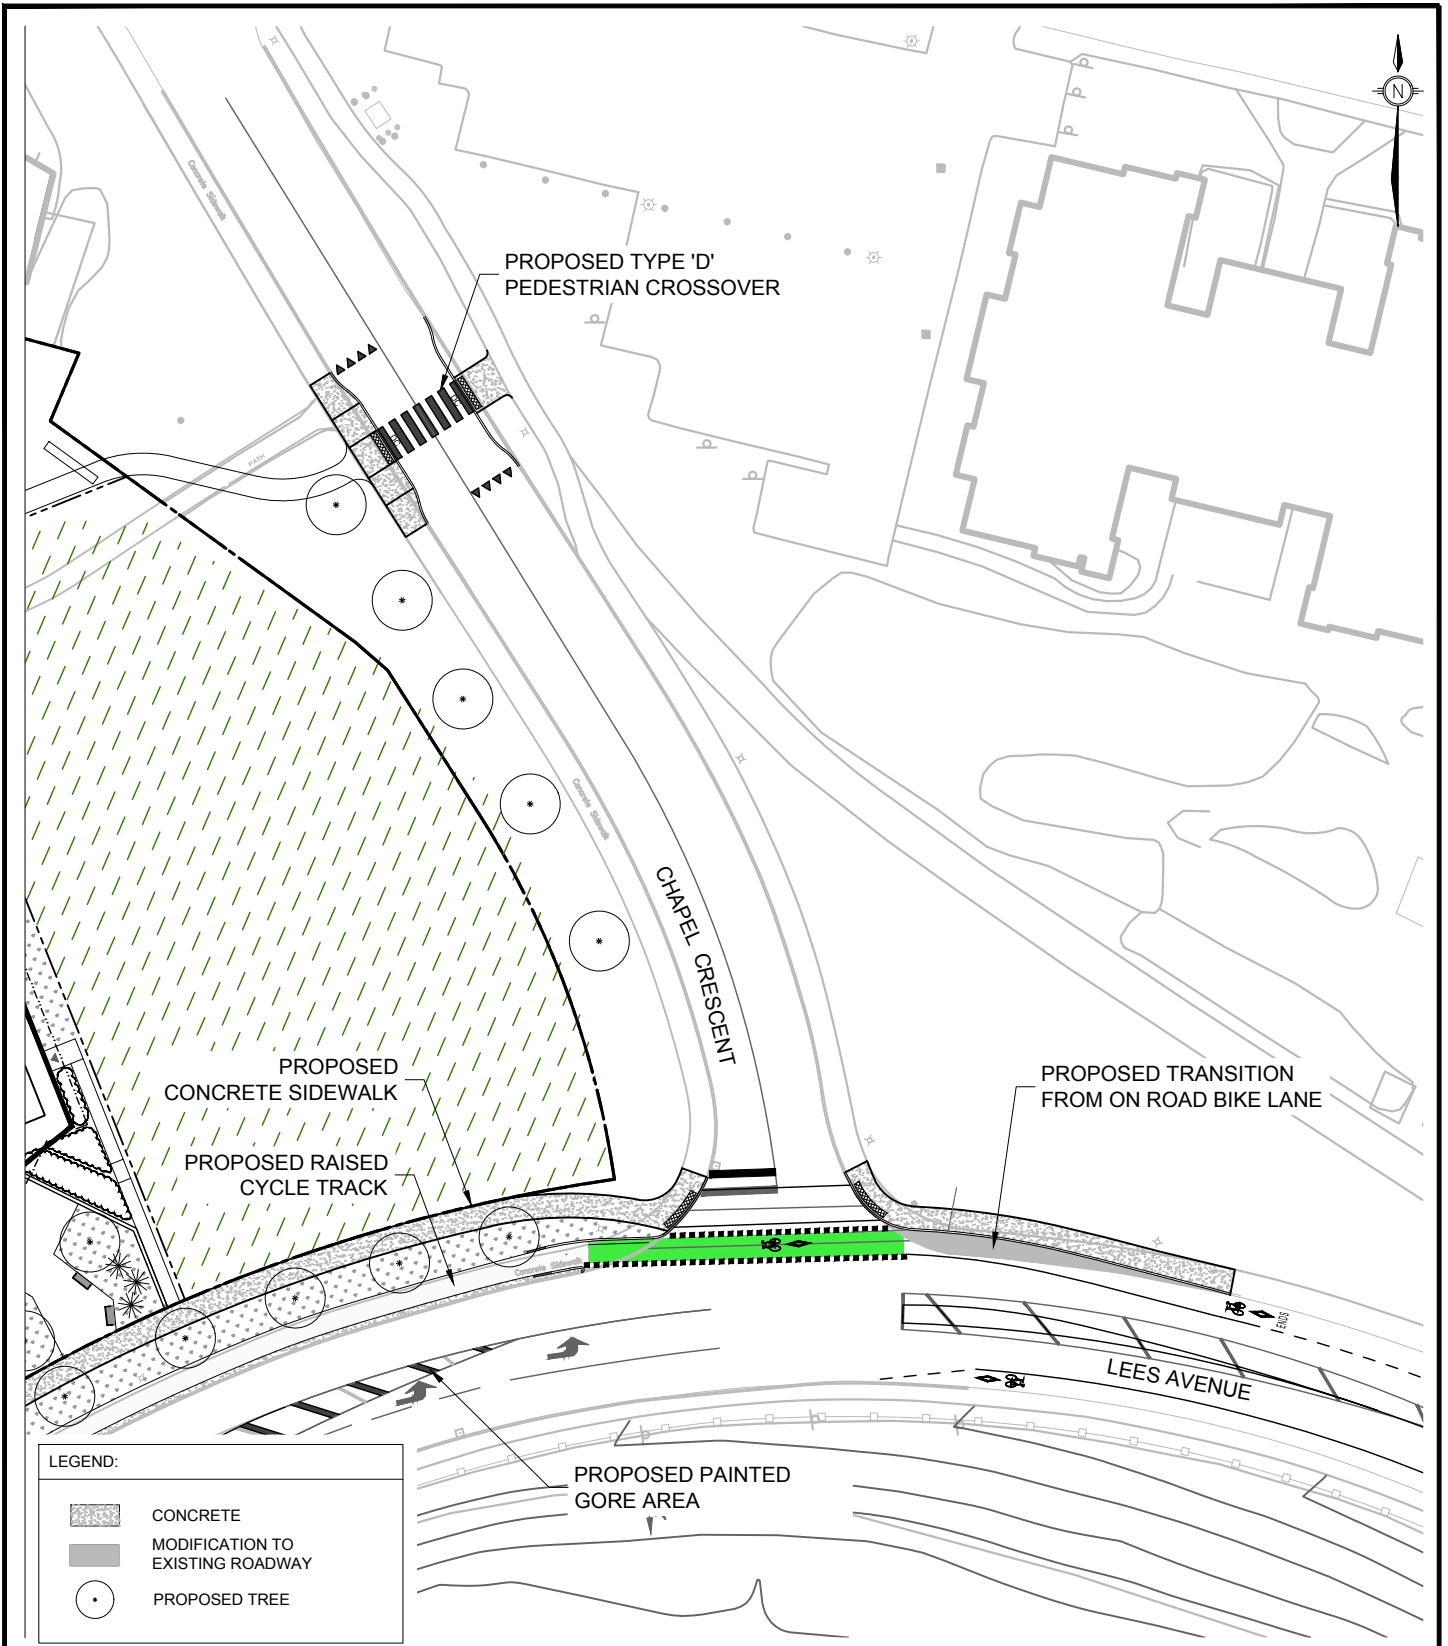 N
Concrete Sidewalk
PROPOSED TYPE 'D'
PEDESTRIAN CROSSOVER
DC
DC
PATH
Concrete Sidewalk
CHAPEL CRESCENT
PROPOSED
CONCRETE SIDEWALK
PROPOSED TRANSITION
FROM ON ROAD BIKE LANE
PROPOSED RAISED
CYCLE TRACK
Concrete Sidewalk
ENDS
LEES AVENUE
PROPOSED PAINTED
GORE AREA
LEGEND:
CONCRETE
MODIFICATION TO
EXISTING ROADWAY
PROPOSED TREE